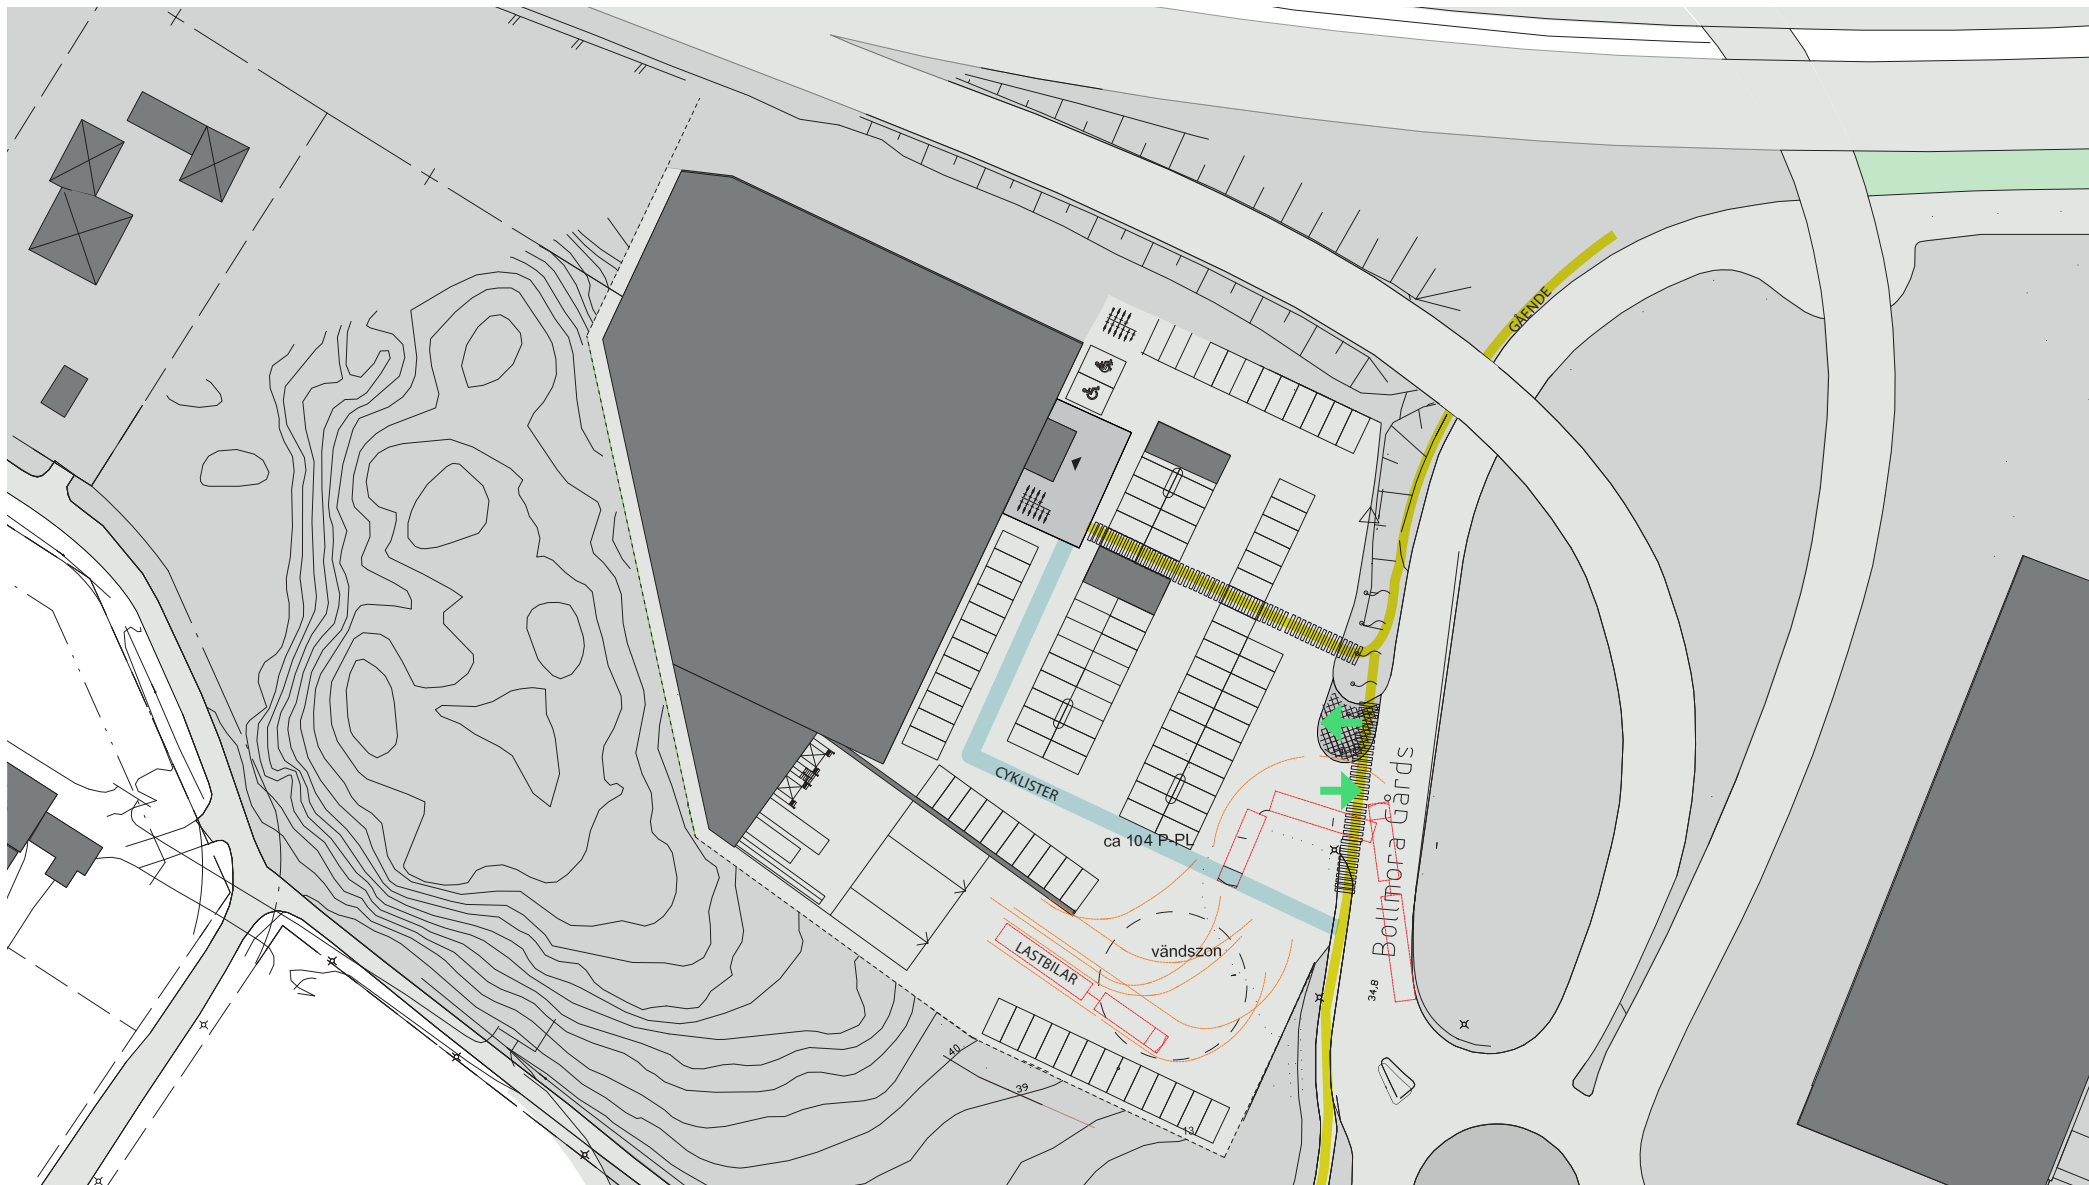 GÅENDE
CYKLISTER
ca 104 P-PL
Bollmora Gårds
vändszon
LASTBILAR
34,8
40
39
13